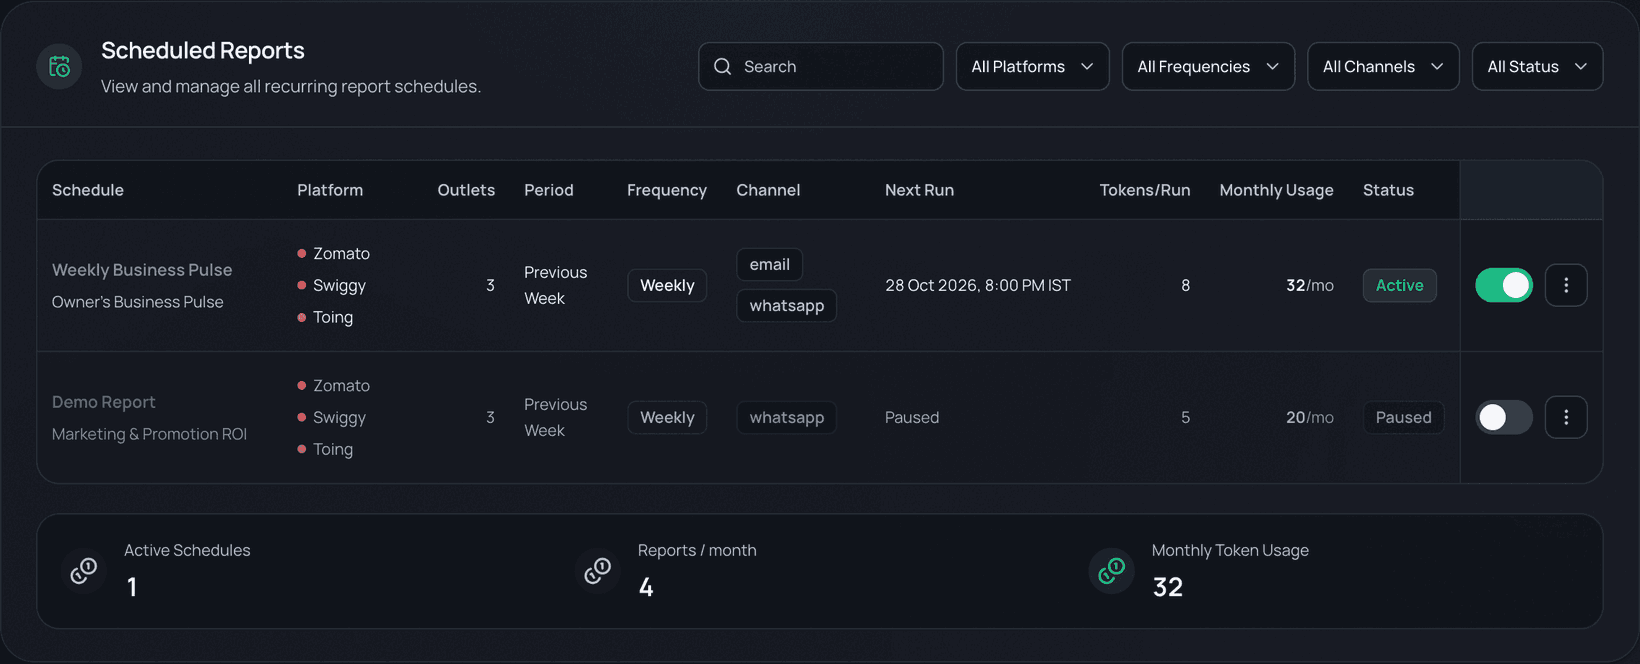 Scheduled Reports
View and manage all recurring report schedules.
Search
All Platforms
All Frequencies
All Channels
All Status
Schedule Platform Outlets Period Frequency Channel Next Run Tokens/Run Monthly Usage Status
Weekly Business Pulse
Owner's Business Pulse
Zomato
Swiggy
Toing
3
Previous
Week
Weekly
email
whatsapp
28 Oct 2026, 8:00 PM IST
8
32/mo
Active
Demo Report
Marketing & Promotion ROI
Zomato
Swiggy
Toing
3
Previous
Week
Weekly
whatsapp
Paused
5
20/mo
Paused
Active Schedules
1
Reports / month
4
Monthly Token Usage
32